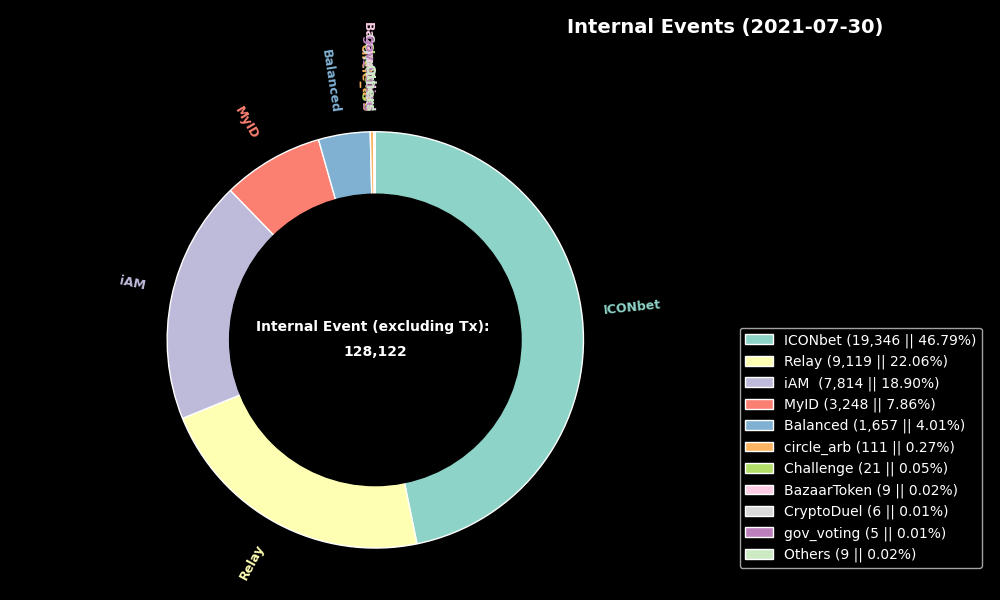 Internal Events (2021-07-30)
Balanced
MyID
iAM
ICONbet
Relay
Internal Event (excluding Tx):
128,122
ICONbet (19,346 || 46.79%)
Relay (9,119 || 22.06%)
iAM  (7,814 || 18.90%)
MyID (3,248 || 7.86%)
Balanced (1,657 || 4.01%)
circle_arb (111 || 0.27%)
Challenge (21 || 0.05%)
BazaarToken (9 || 0.02%)
CryptoDuel (6 || 0.01%)
gov_voting (5 || 0.01%)
Others (9 || 0.02%)